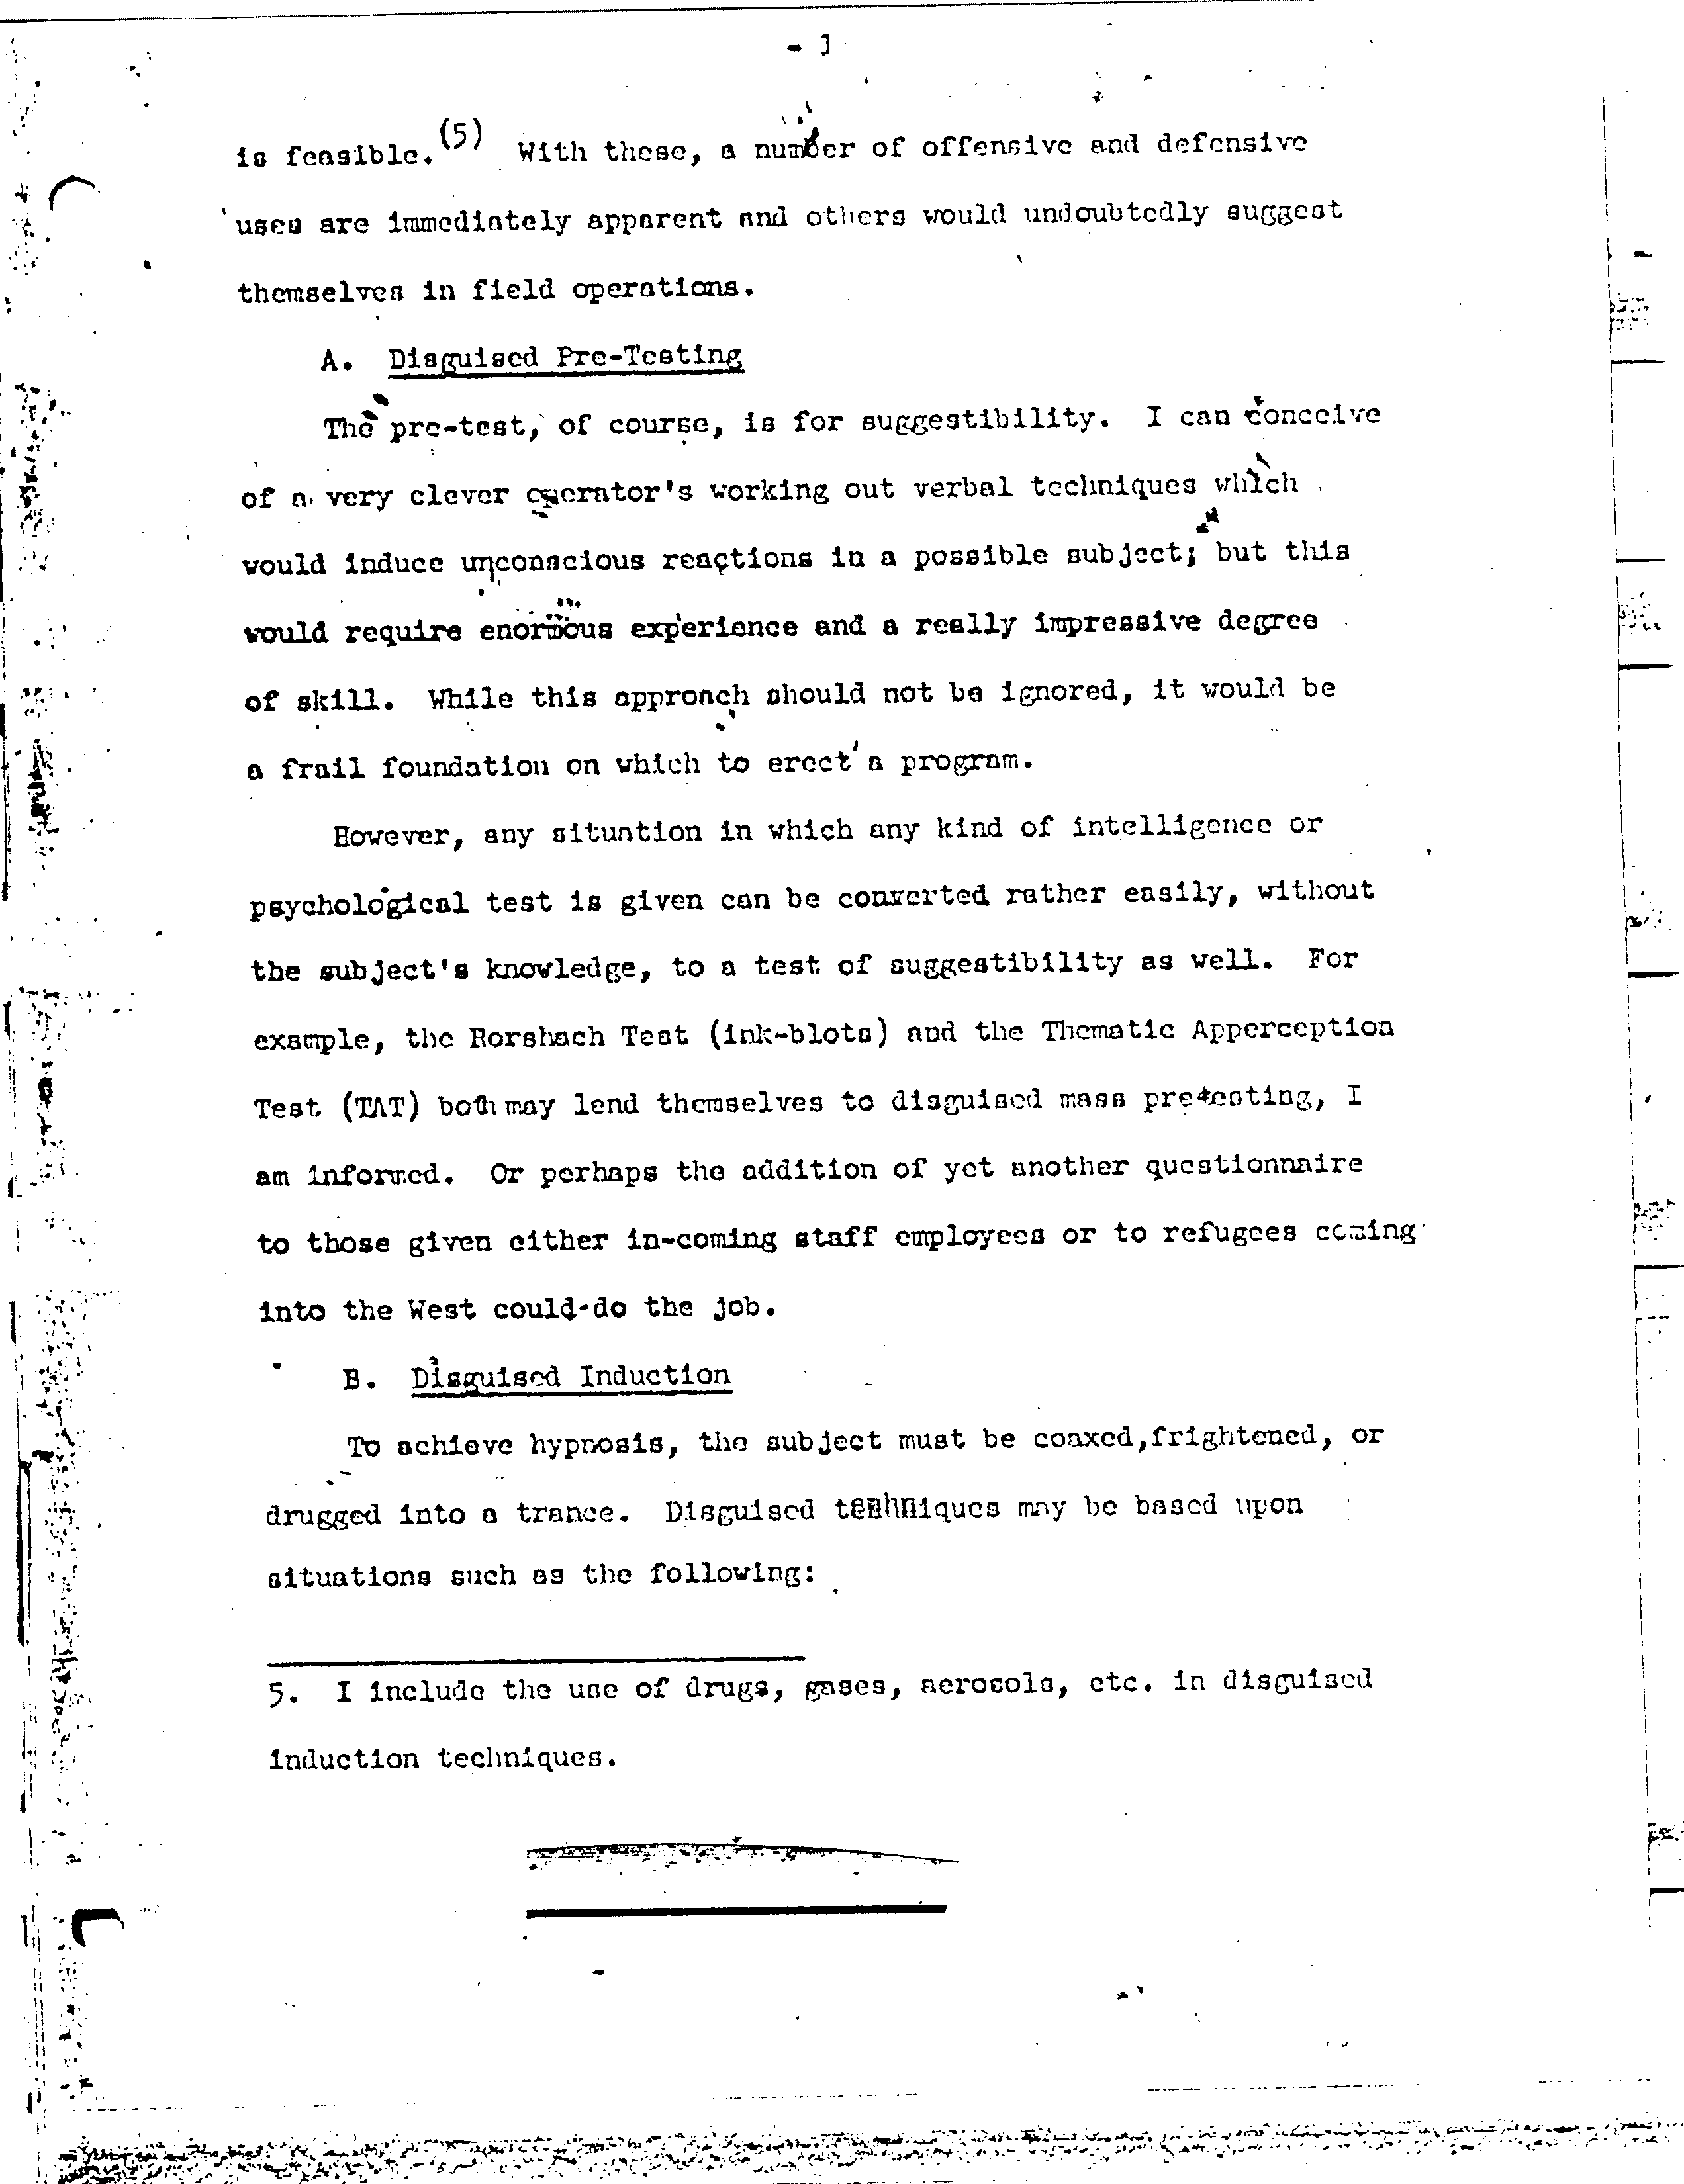 - 1
is feasible.(5) With these, a number of offensive and defensive
uses are immediately apparent and others would undoubtedly suggest
themselves in field operations.
A. Disguised Pre-Testing
The pre-test, of course, is for suggestibility. I can conceive
of a very clever operator's working out verbal techniques which
would induce unconscious reactions in a possible subject; but this
would require enormous experience and a really impressive degree
of skill. While this approach should not be ignored, it would be
a frail foundation on which to erect a program.
However, any situation in which any kind of intelligence or
psychological test is given can be converted rather easily, without
the subject's knowledge, to a test of suggestibility as well. For
example, the Rorshach Test (ink-blots) and the Thematic Apperception
Test (TAT) both may lend themselves to disguised mass pretesting, I
am informed. Or perhaps the addition of yet another questionnaire
to those given either in-coming staff employees or to refugees coming
into the West could do the job.
B. Disguised Induction
To achieve hypnosis, the subject must be coaxed,frightened, or
drugged into a trance. Disguised techniques may be based upon
situations such as the following:
5. I include the use of drugs, gases, aerosols, etc. in disguised
induction techniques.